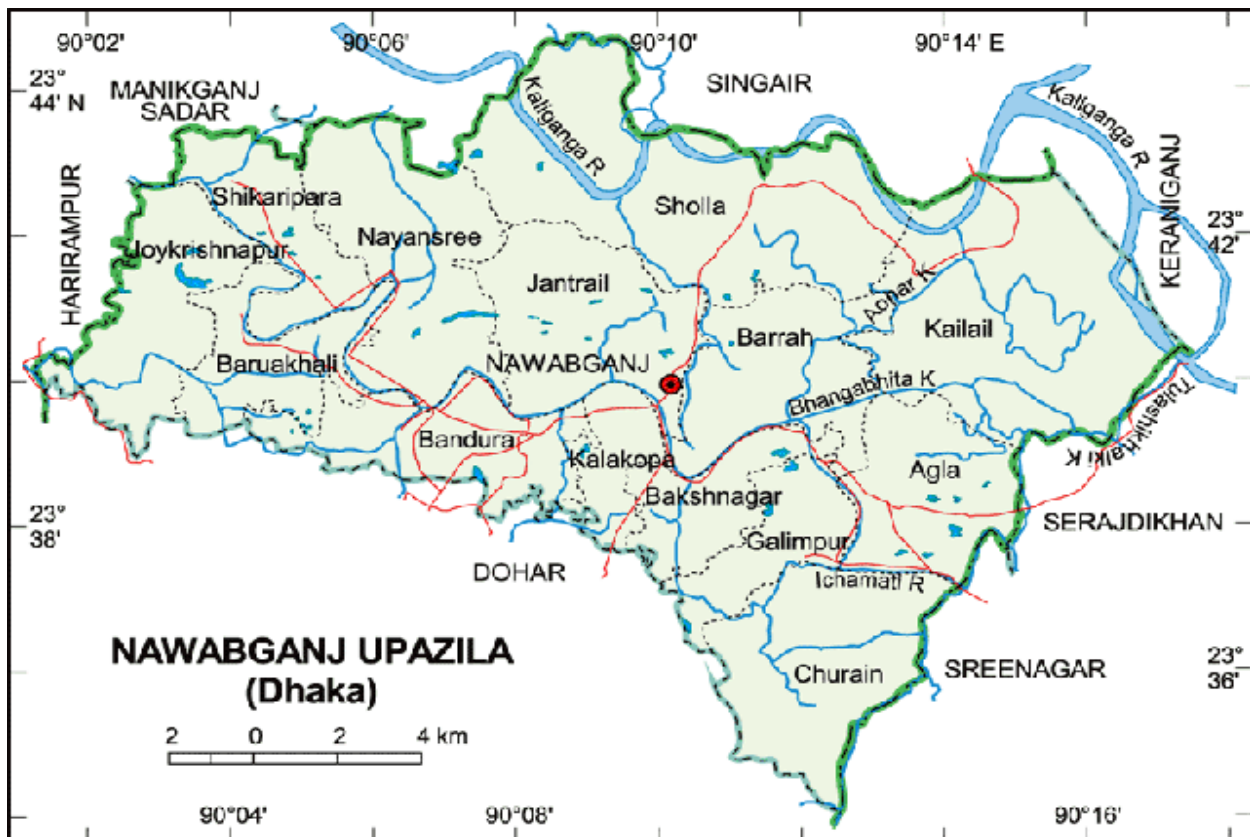 90°02'
90°06'
90°10'
90°14' E
23°
44' N
MANIKGANJ
SADAR
SINGAIR
Kaliganga R
Kaliganga R
KERANIGANJ
HARIRAMPUR
Shikaripara
Sholla
23°
42'
Joykrishnapur
Nayansree
Jantrail
Aonar K
Kailail
Barrah
Baruakhali
NAWABGANJ
Bhangabhita K
Tulashikhalki K
Bandura
Kalakopa
Agla
Bakshnagar
23°
38'
SERAJDIKHAN
Galimpur
DOHAR
Ichamati R
NAWABGANJ UPAZILA
(Dhaka)
Churain
SREENAGAR
23°
36'
2 0 2 4 km
90°04'
90°08'
90°16'